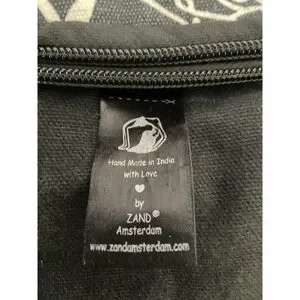 Hand Made in India
with Love
by
ZAND®
Amsterdam
www.zandamsterdam.com